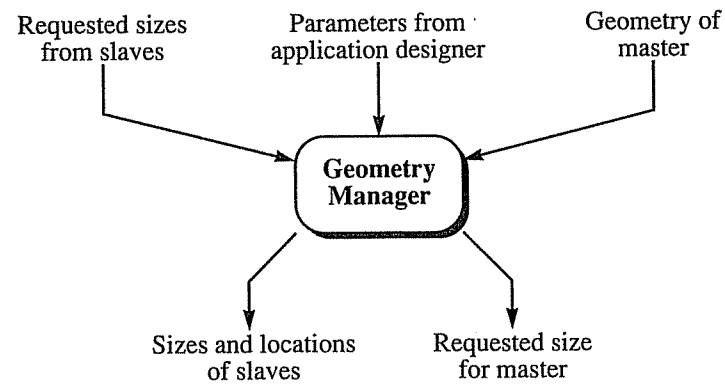 Requested sizes
from slaves
Parameters from
application designer
Geometry of
master
Geometry
Manager
Sizes and locations
of slaves
Requested size
for master